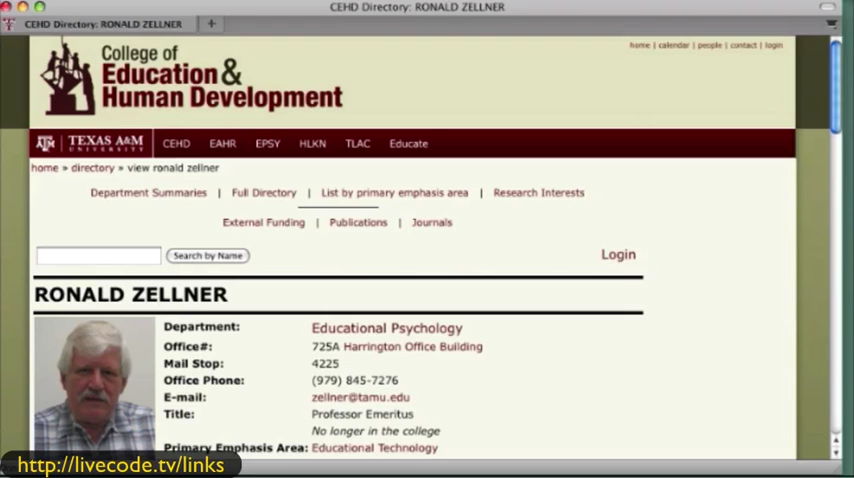 CEHD Directory: RONALD ZELLNER
CEHD Directory: RONALD ZELLNER +
home | calendar | people | contact | login
College of
Education &
Human Development
ATM | TEXAS A&M UNIVERSITY CEHD EAHR EPSY HLKN TLAC Educate
home » directory » view ronald zellner
Department Summaries | Full Directory | List by primary emphasis area | Research Interests
External Funding | Publications | Journals
Search by Name Login
RONALD ZELLNER
Department: Educational Psychology
Office#: 725A Harrington Office Building
Mail Stop: 4225
Office Phone: (979) 845-7276
E-mail: zellner@tamu.edu
Title: Professor Emeritus
No longer in the college
Primary Emphasis Area: Educational Technology
http://livecode.tv/links